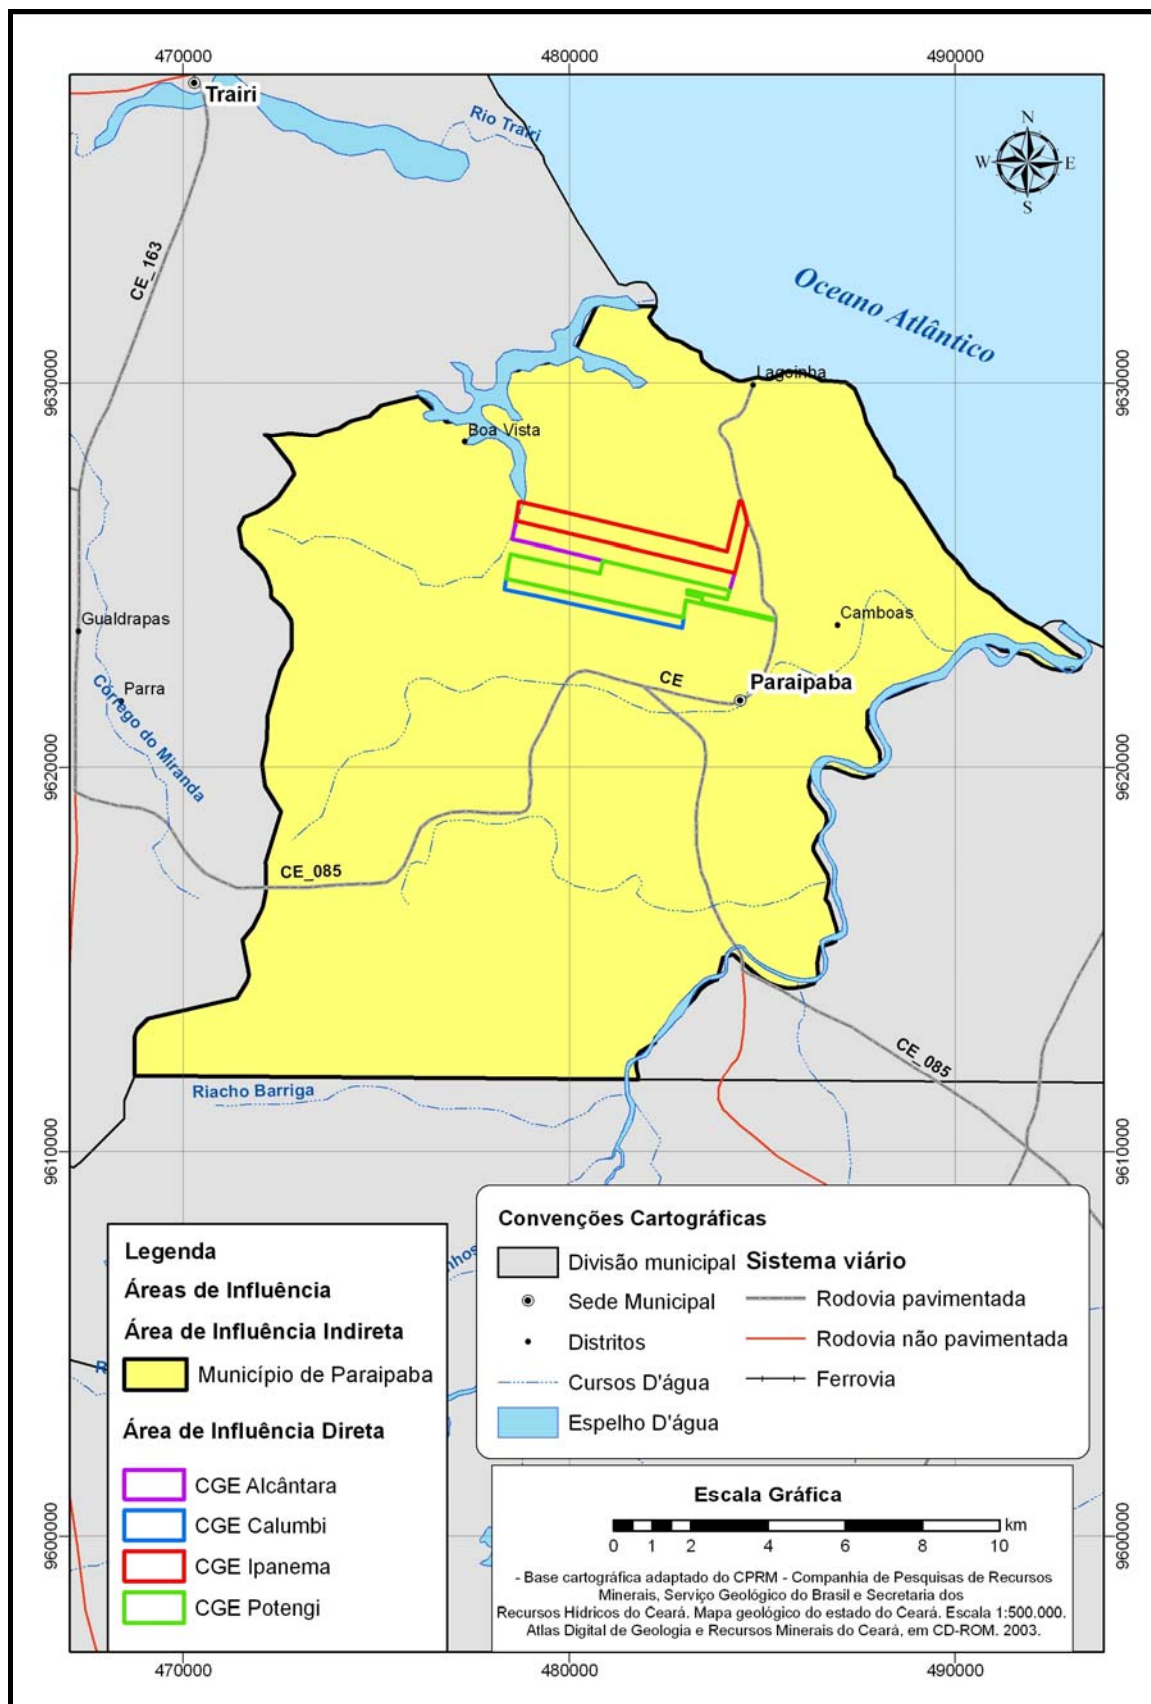 470000
480000
490000
Trairi
Rio Trairi
N
W
E
S
CE_163
Oceano Atlântico
9630000
9630000
Lagoinha
Boa Vista
Gualdrapas
Camboas
Parra
CE
Paraipaba
Córrego do Miranda
9620000
9620000
CE_085
CE_085
Riacho Barriga
9610000
9610000
Legenda
Áreas de Influência
Área de Influência Indireta
Município de Paraipaba
Área de Influência Direta
CGE Alcântara
CGE Calumbi
CGE Ipanema
CGE Potengi
Convenções Cartográficas
Divisão municipal
Sede Municipal
Distritos
Cursos D'água
Espelho D'água
Sistema viário
Rodovia pavimentada
Rodovia não pavimentada
Ferrovia
Escala Gráfica
km
0 1 2 4 6 8 10
- Base cartográfica adaptado do CPRM - Companhia de Pesquisas de Recursos
Minerais, Serviço Geológico do Brasil e Secretaria dos
Recursos Hídricos do Ceará. Mapa geológico do estado do Ceará. Escala 1:500.000.
Atlas Digital de Geologia e Recursos Minerais do Ceará, em CD-ROM. 2003.
9600000
9600000
470000
480000
490000